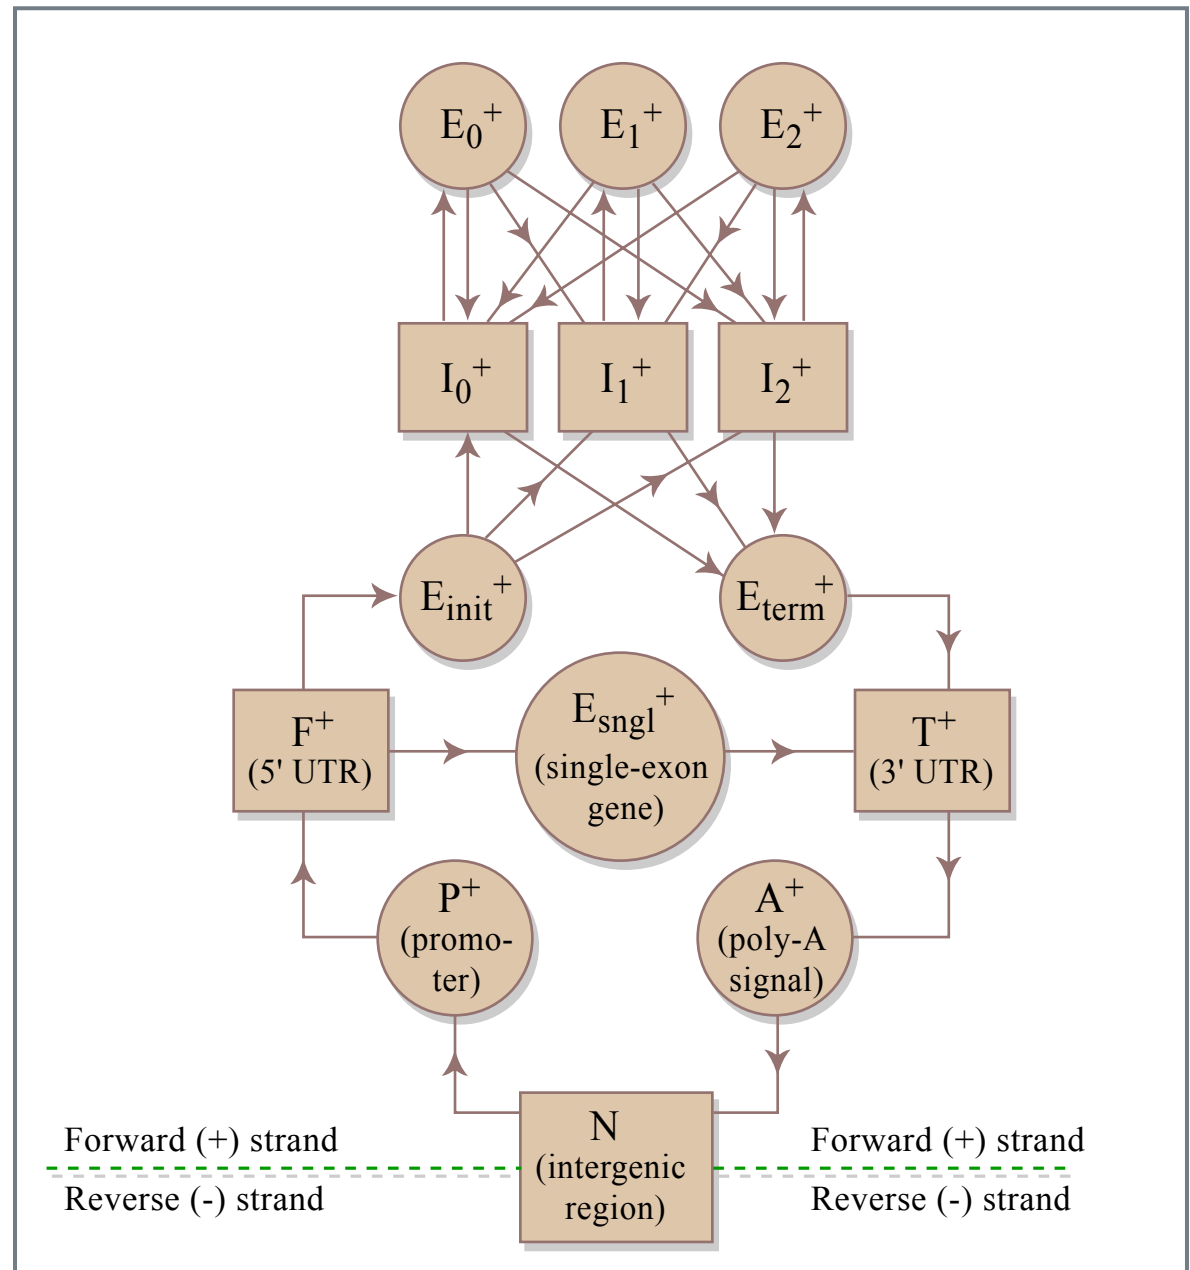 E0+ E1+ E2+
I0+ I1+ I2+
Einit+ Eterm+
Esngl+
(single-exon
gene)
F+
(5' UTR)
T+
(3' UTR)
P+
(promo-
ter)
A+
(poly-A
signal)
N
(intergenic
region)
Forward (+) strand
Reverse (-) strand
Forward (+) strand
Reverse (-) strand